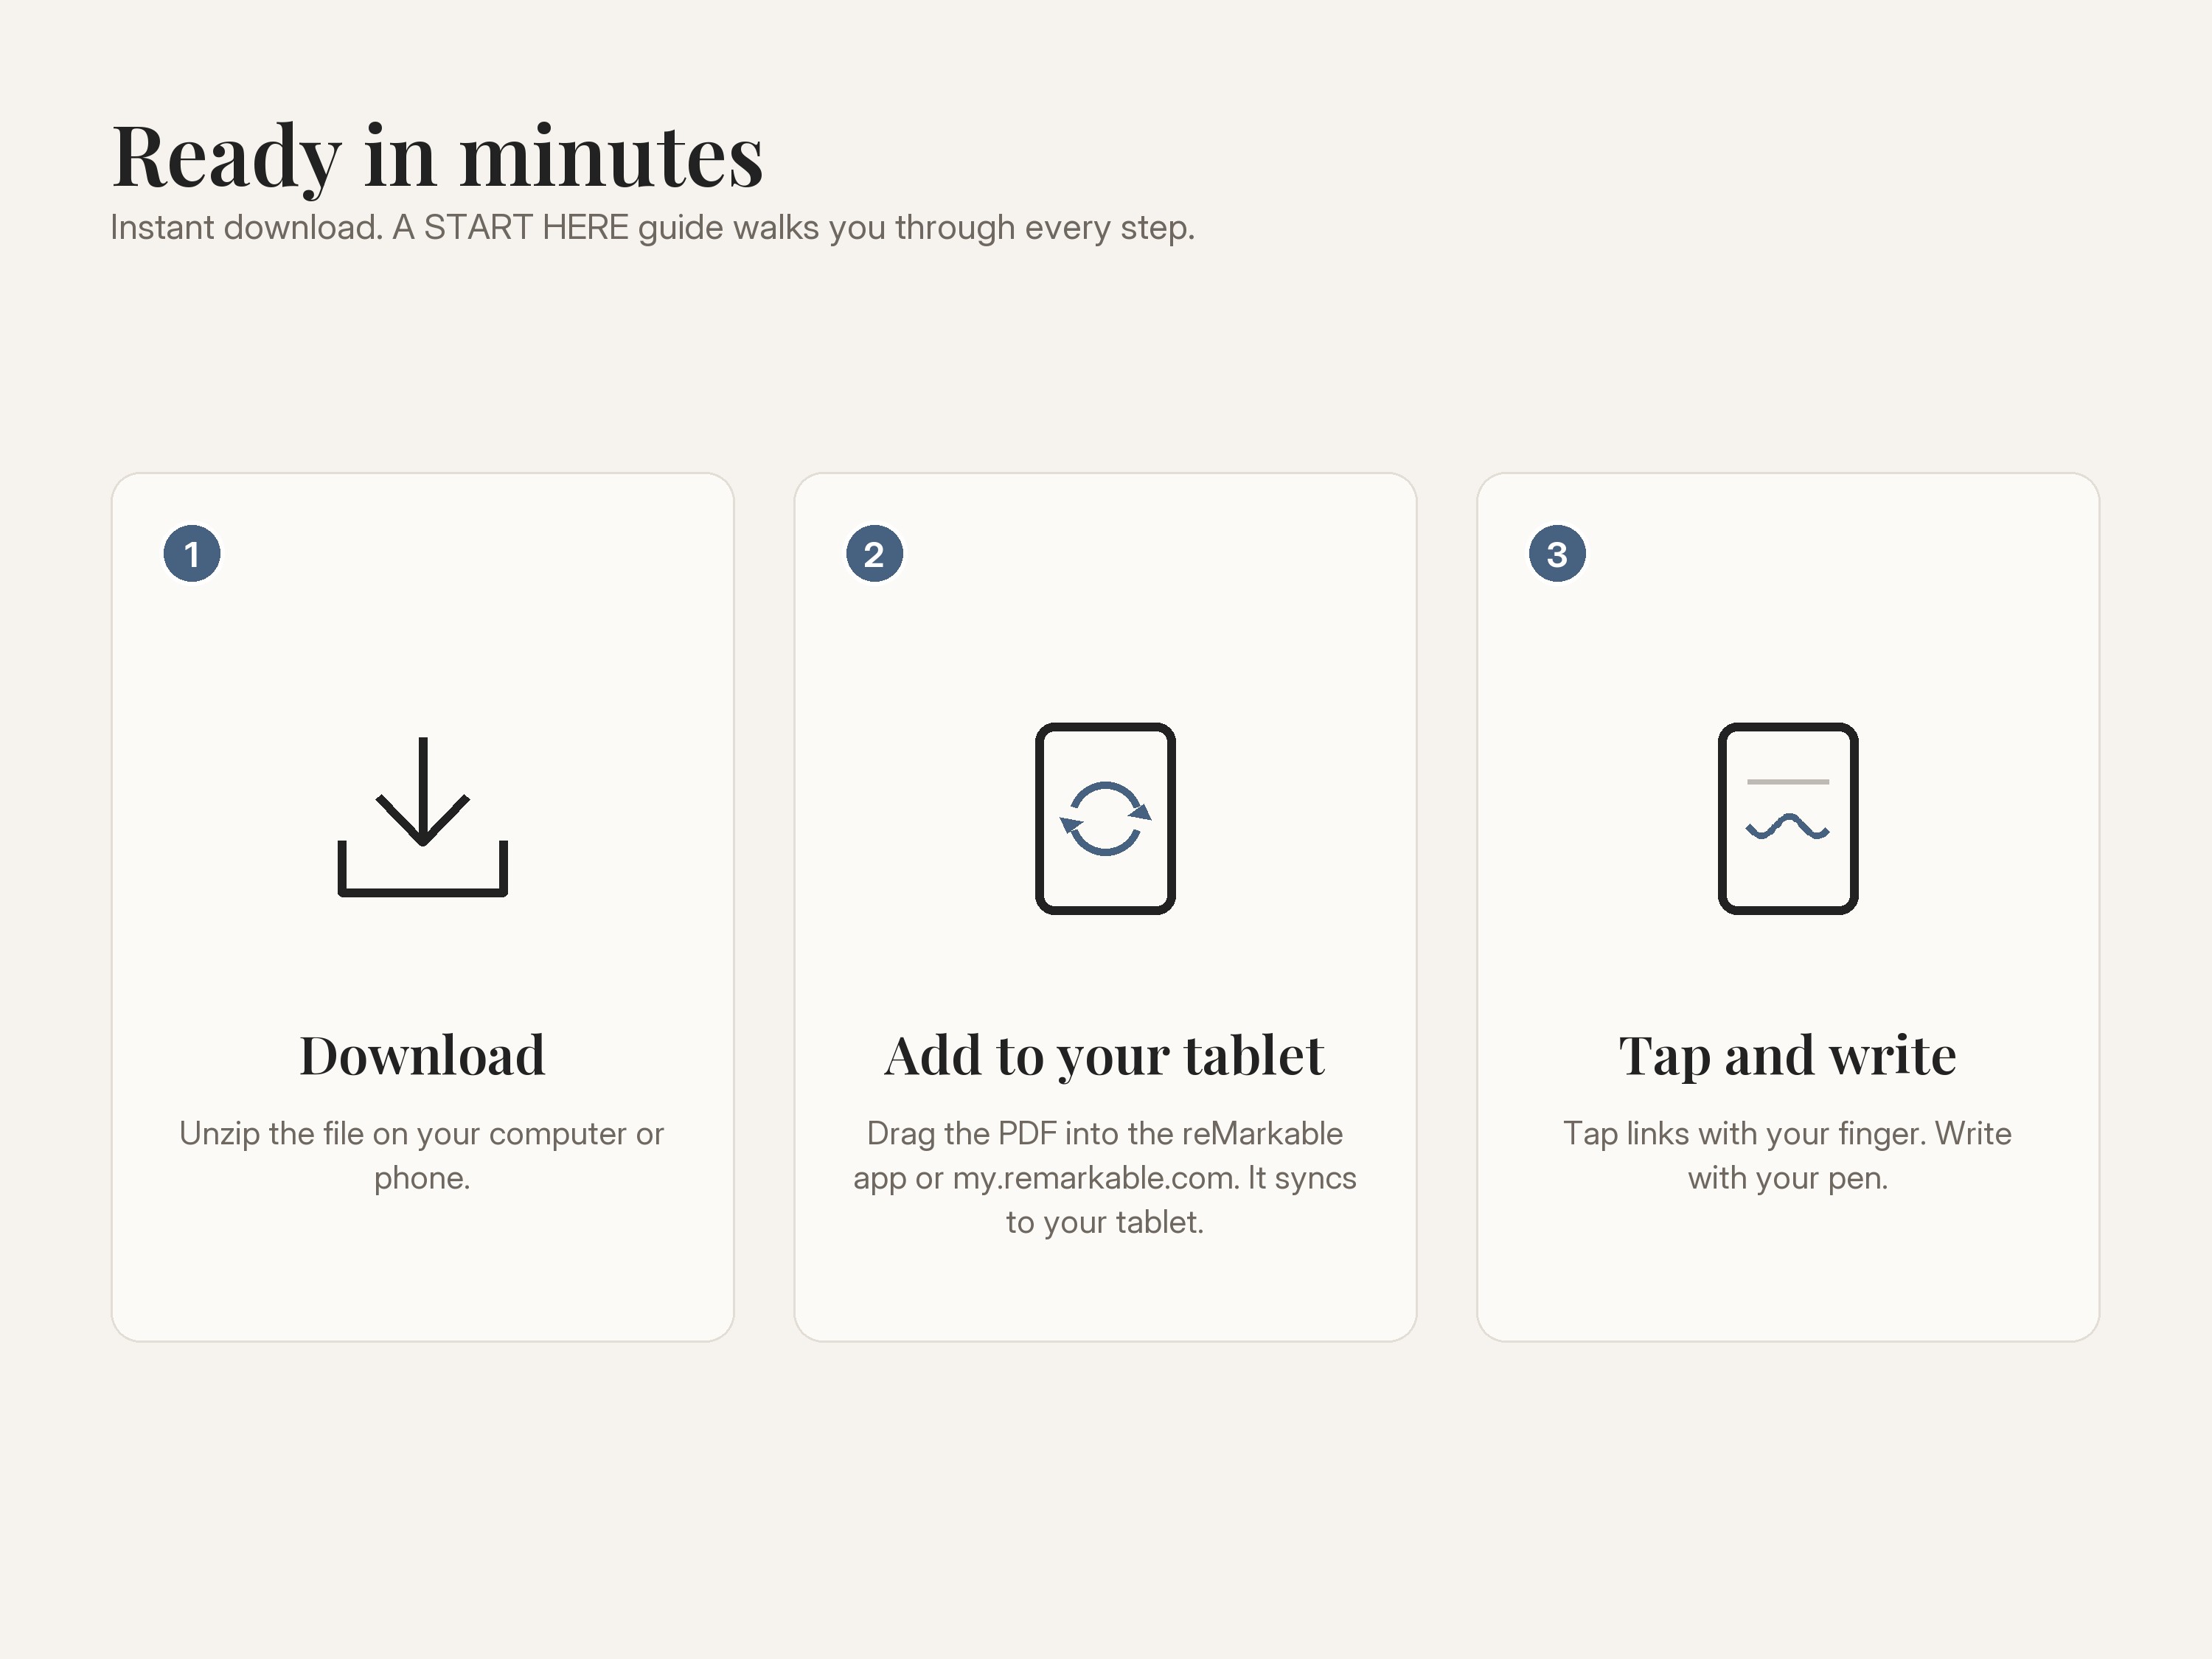 Ready in minutes
Instant download. A START HERE guide walks you through every step.
1
Download
Unzip the file on your computer or
phone.
2
Add to your tablet
Drag the PDF into the reMarkable
app or my.remarkable.com. It syncs
to your tablet.
3
Tap and write
Tap links with your finger. Write
with your pen.